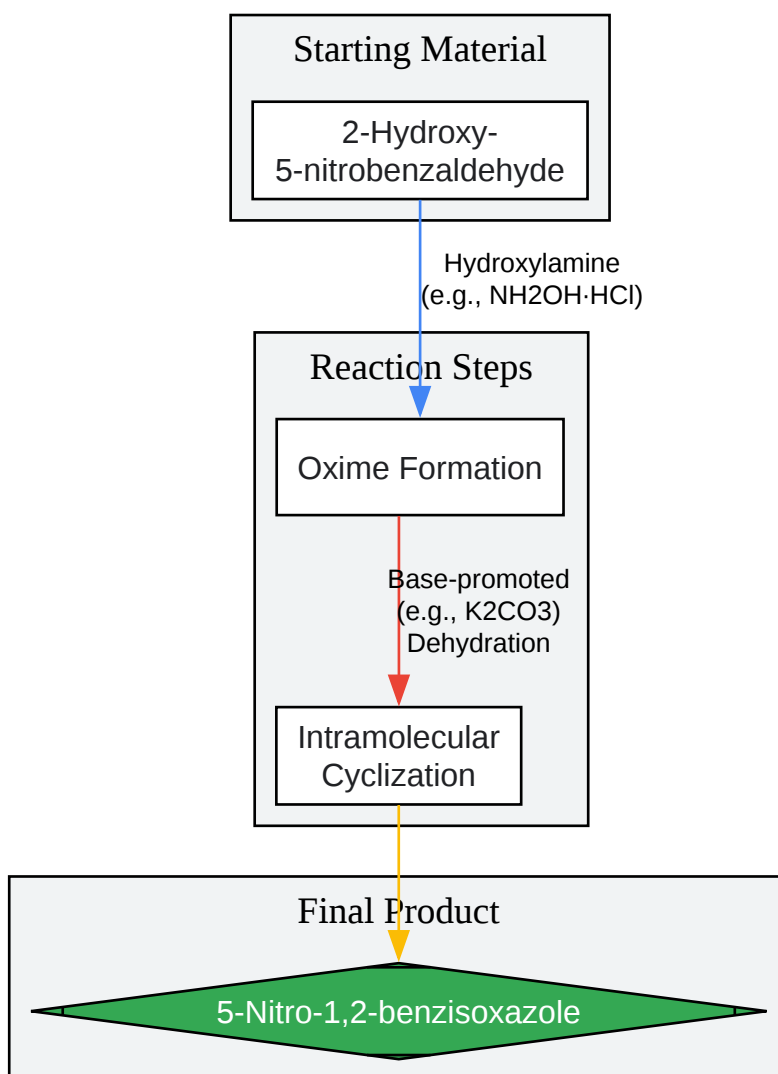 Starting Material
2-Hydroxy-
5-nitrobenzaldehyde
Hydroxylamine
(e.g., NH2OH·HCl)
Reaction Steps
Oxime Formation
Base-promoted
(e.g., K2CO3)
Dehydration
Intramolecular
Cyclization
Final Product
5-Nitro-1,2-benzisoxazole